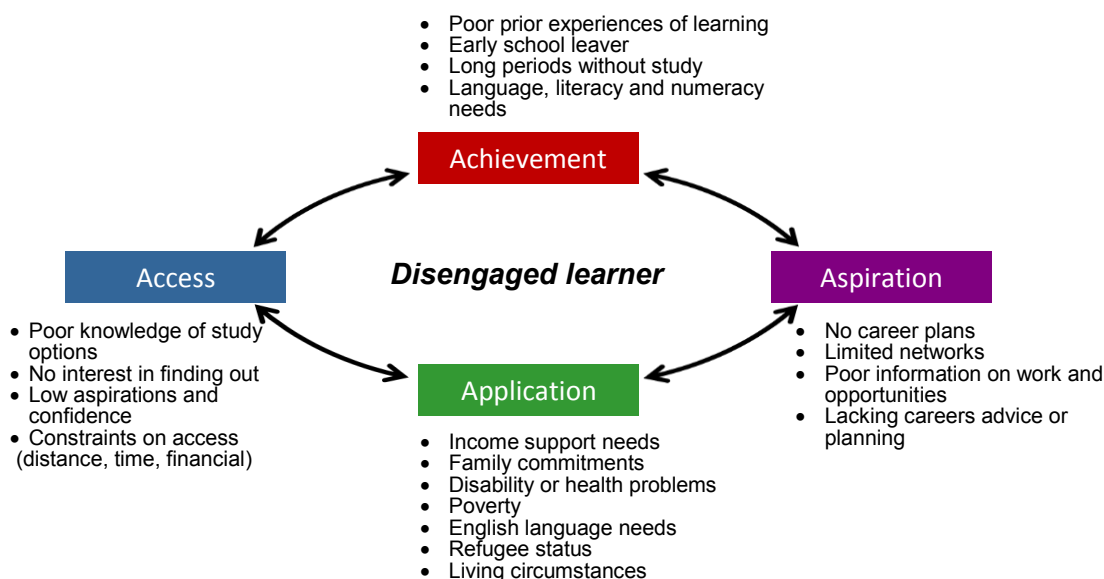 • Poor prior experiences of learning
• Early school leaver
• Long periods without study
• Language, literacy and numeracy
needs
Achievement
Access
Disengaged learner
Aspiration
• Poor knowledge of study
options
• No interest in finding out
• Low aspirations and
confidence
• Constraints on access
(distance, time, financial)
Application
• No career plans
• Limited networks
• Poor information on work and
opportunities
• Lacking careers advice or
planning
• Income support needs
• Family commitments
• Disability or health problems
• Poverty
• English language needs
• Refugee status
• Living circumstances